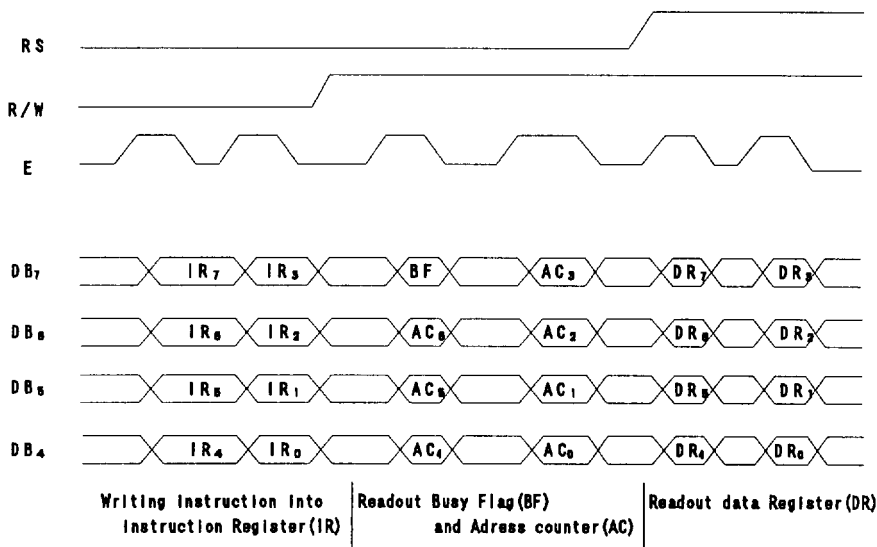 RS
R/W
E
DB₇ IR₇ IR₃ BF AC₃ DR₇ DR₃
DB₆ IR₆ IR₂ AC₆ AC₂ DR₆ DR₂
DB₅ IR₅ IR₁ AC₅ AC₁ DR₅ DR₁
DB₄ IR₄ IR₀ AC₄ AC₀ DR₄ DR₀
Writing instruction into
instruction Register(IR)
Readout Busy Flag(BF)
and Adress counter(AC)
Readout data Register(DR)